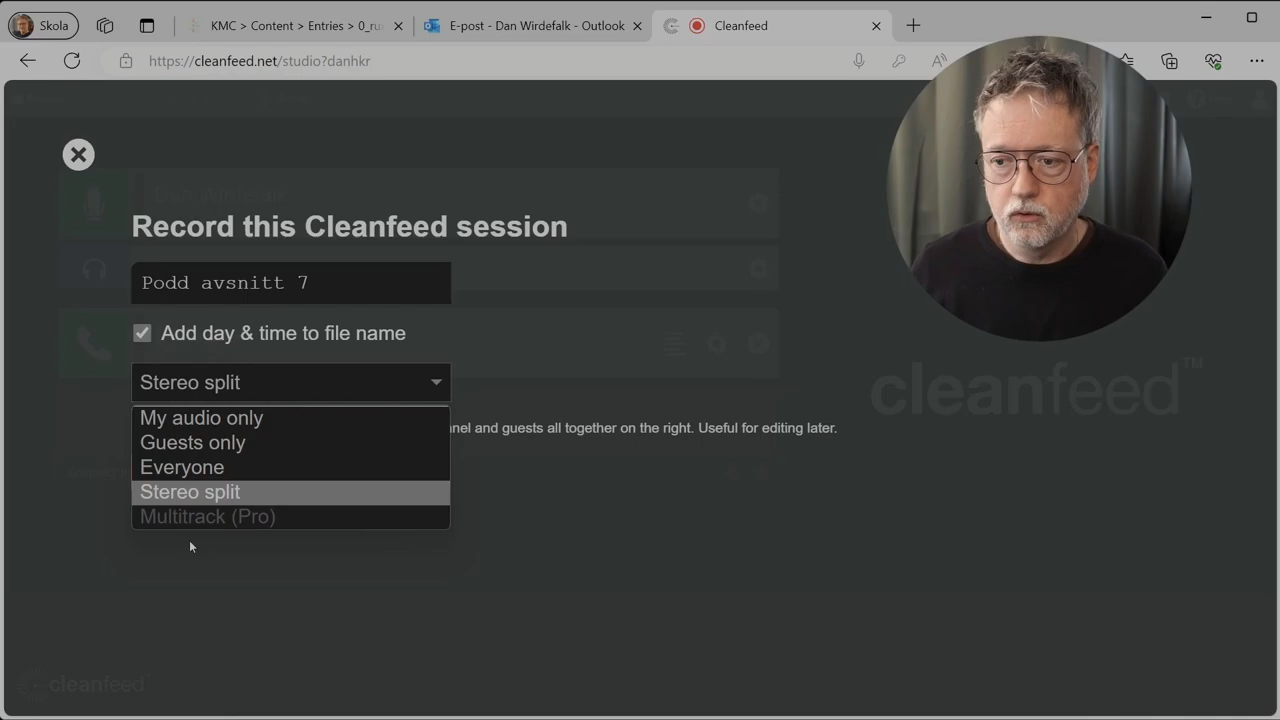 Skola
KMC > Content > Entries > 0_ru
E-post - Dan Wirdefalk - Outlook
Cleanfeed
https://cleanfeed.net/studio?danhkr
Record this Cleanfeed session
Podd avsnitt 7
Add day & time to file name
Stereo split
My audio only
nnel and guests all together on the right. Useful for editing later.
Guests only
Everyone
Stereo split
Multitrack (Pro)
cleanfeed™
cleanfeed